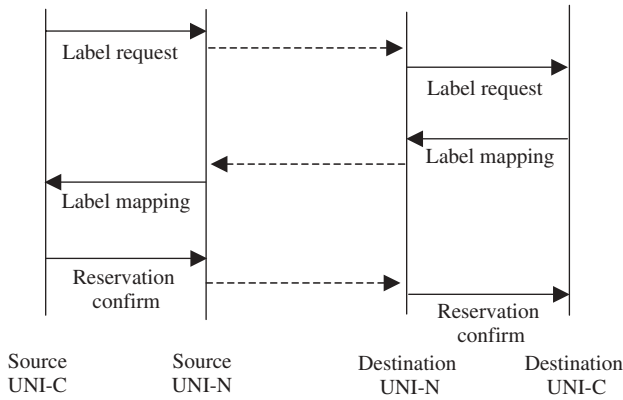 Label request
Label request
Label mapping
Label mapping
Reservation
confirm
Reservation
confirm
Source
UNI-C
Source
UNI-N
Destination
UNI-N
Destination
UNI-C